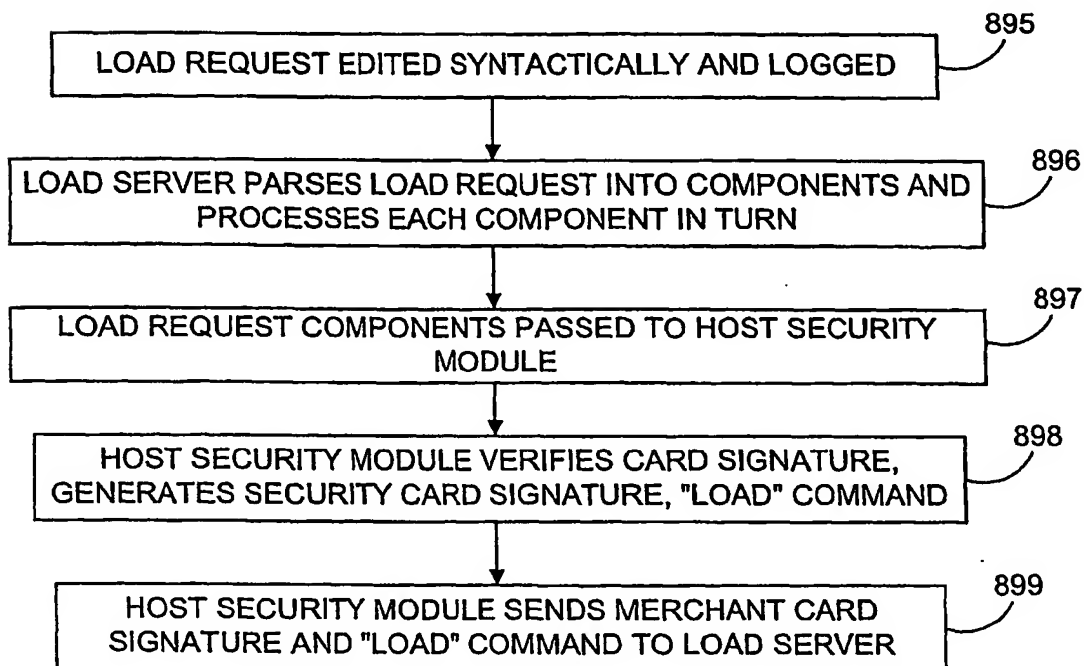 895
LOAD REQUEST EDITED SYNTACTICALLY AND LOGGED
896
LOAD SERVER PARSES LOAD REQUEST INTO COMPONENTS AND
PROCESSES EACH COMPONENT IN TURN
897
LOAD REQUEST COMPONENTS PASSED TO HOST SECURITY
MODULE
898
HOST SECURITY MODULE VERIFIES CARD SIGNATURE,
GENERATES SECURITY CARD SIGNATURE, "LOAD" COMMAND
899
HOST SECURITY MODULE SENDS MERCHANT CARD
SIGNATURE AND "LOAD" COMMAND TO LOAD SERVER